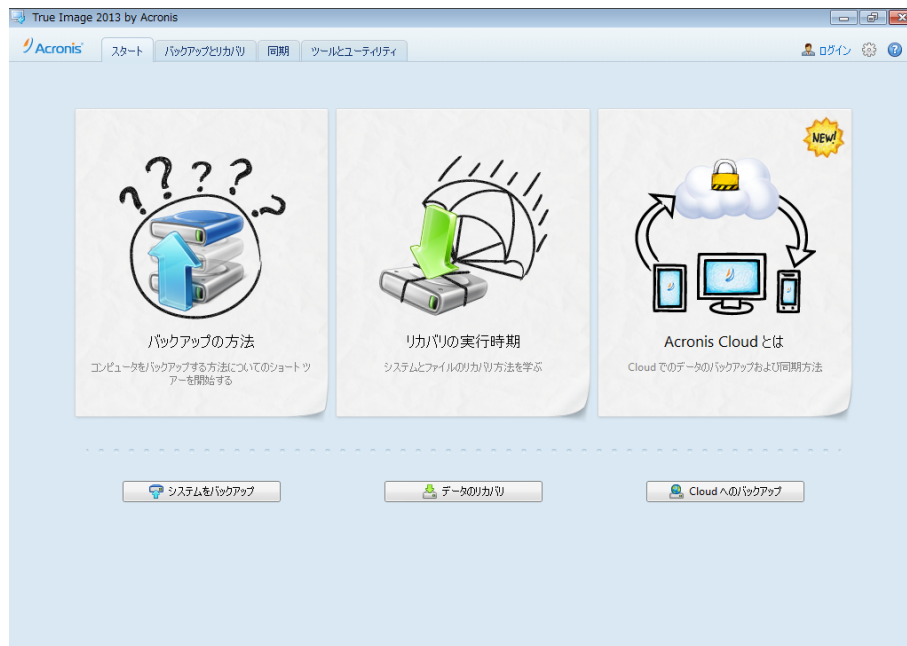 True Image 2013 by Acronis
Acronis
スタート
バックアップとリカバリ
同期
ツールとユーティリティ
ログイン
NEW!
バックアップの方法
コンピュータをバックアップする方法についてのショート ツ
アーを開始する
リカバリの実行時期
システムとファイルのリカバリ方法を学ぶ
Acronis Cloud とは
Cloud でのデータのバックアップおよび同期方法
システムをバックアップ
データのリカバリ
Cloud へのバックアップ